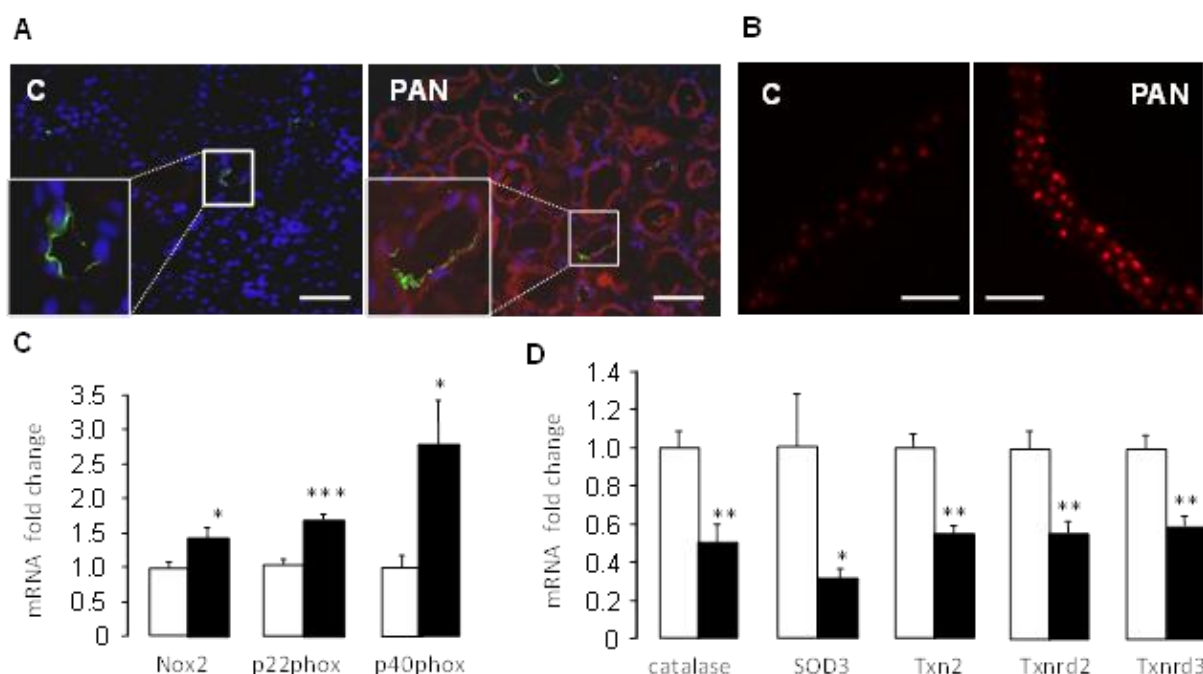 A
B
C
PAN
C
PAN
C
mRNA fold change
3.5
3.0
2.5
2.0
1.5
1.0
0.5
0
*
***
*
Nox2
p22phox
p40phox
D
mRNA fold change
1.4
1.2
1.0
0.8
0.6
0.4
0.2
0
**
*
**
**
**
catalase
SOD3
Txn2
Txnrd2
Txnrd3